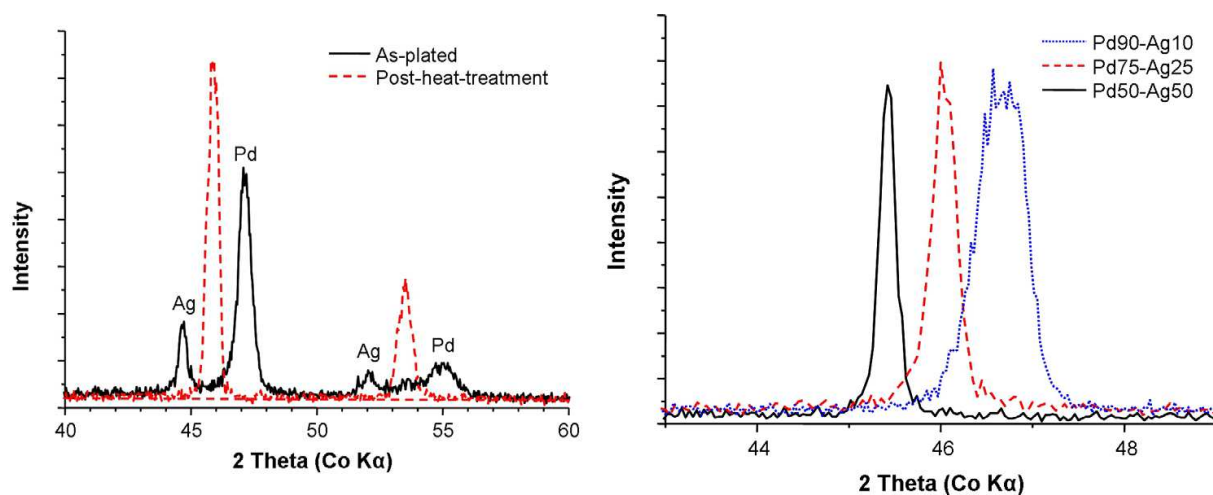 As-plated
Post-heat-treatment
Pd
Ag
Ag
Pd
Intensity
40
45
50
55
60
2 Theta (Co Kα)
Pd90-Ag10
Pd75-Ag25
Pd50-Ag50
Intensity
44
46
48
2 Theta (Co Kα)